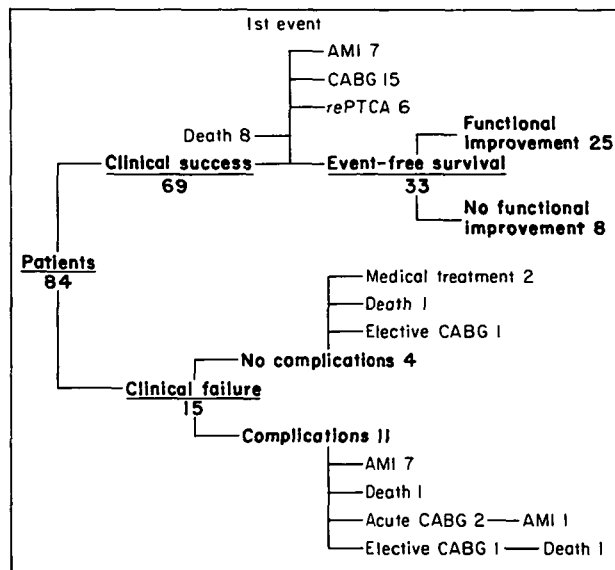 1st event
AMI 7
CABG 15
rePTCA 6
Functional
improvement 25
Death 8
Clinical success
69
Event-free survival
33
No functional
improvement 8
Patients
84
Medical treatment 2
Death 1
Elective CABG 1
No complications 4
Clinical failure
15
Complications 11
AMI 7
Death 1
Acute CABG 2 — AMI 1
Elective CABG 1 — Death 1